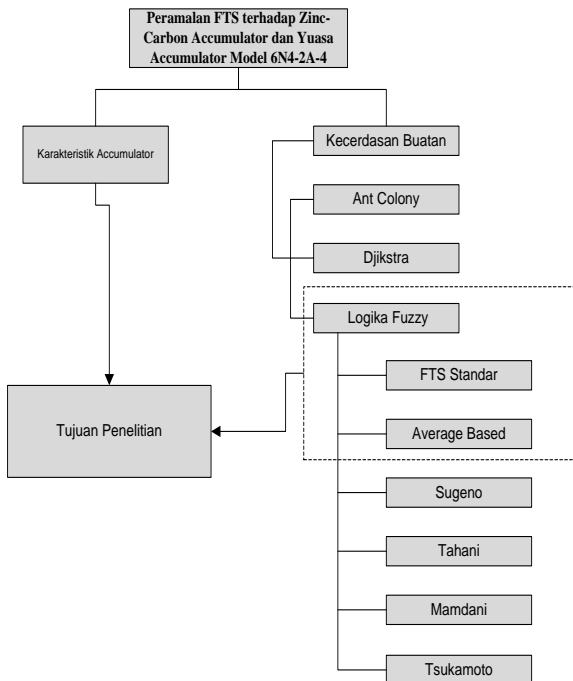 Peramalan FTS terhadap Zinc-
Carbon Accumulator dan Yuasa
Accumulator Model 6N4-2A-4
Karakteristik Accumulator
Kecerdasan Buatan
Ant Colony
Djikstra
Logika Fuzzy
FTS Standar
Tujuan Penelitian
Average Based
Sugeno
Tahani
Mamdani
Tsukamoto